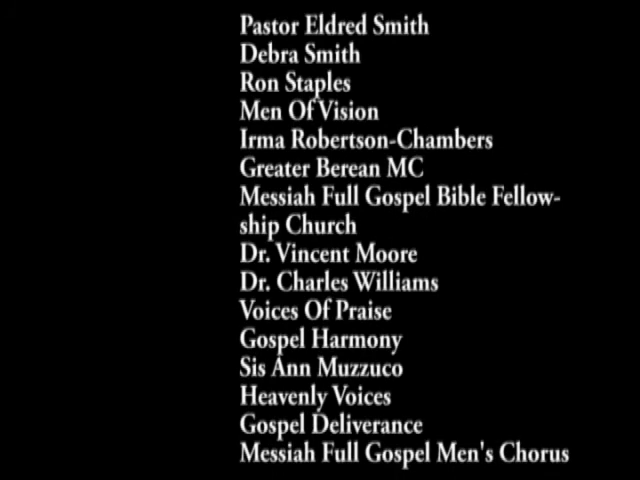 Pastor Eldred Smith
Debra Smith
Ron Staples
Men Of Vision
Irma Robertson-Chambers
Greater Berean MC
Messiah Full Gospel Bible Fellow-
ship Church
Dr. Vincent Moore
Dr. Charles Williams
Voices Of Praise
Gospel Harmony
Sis Ann Muzzuco
Heavenly Voices
Gospel Deliverance
Messiah Full Gospel Men's Chorus